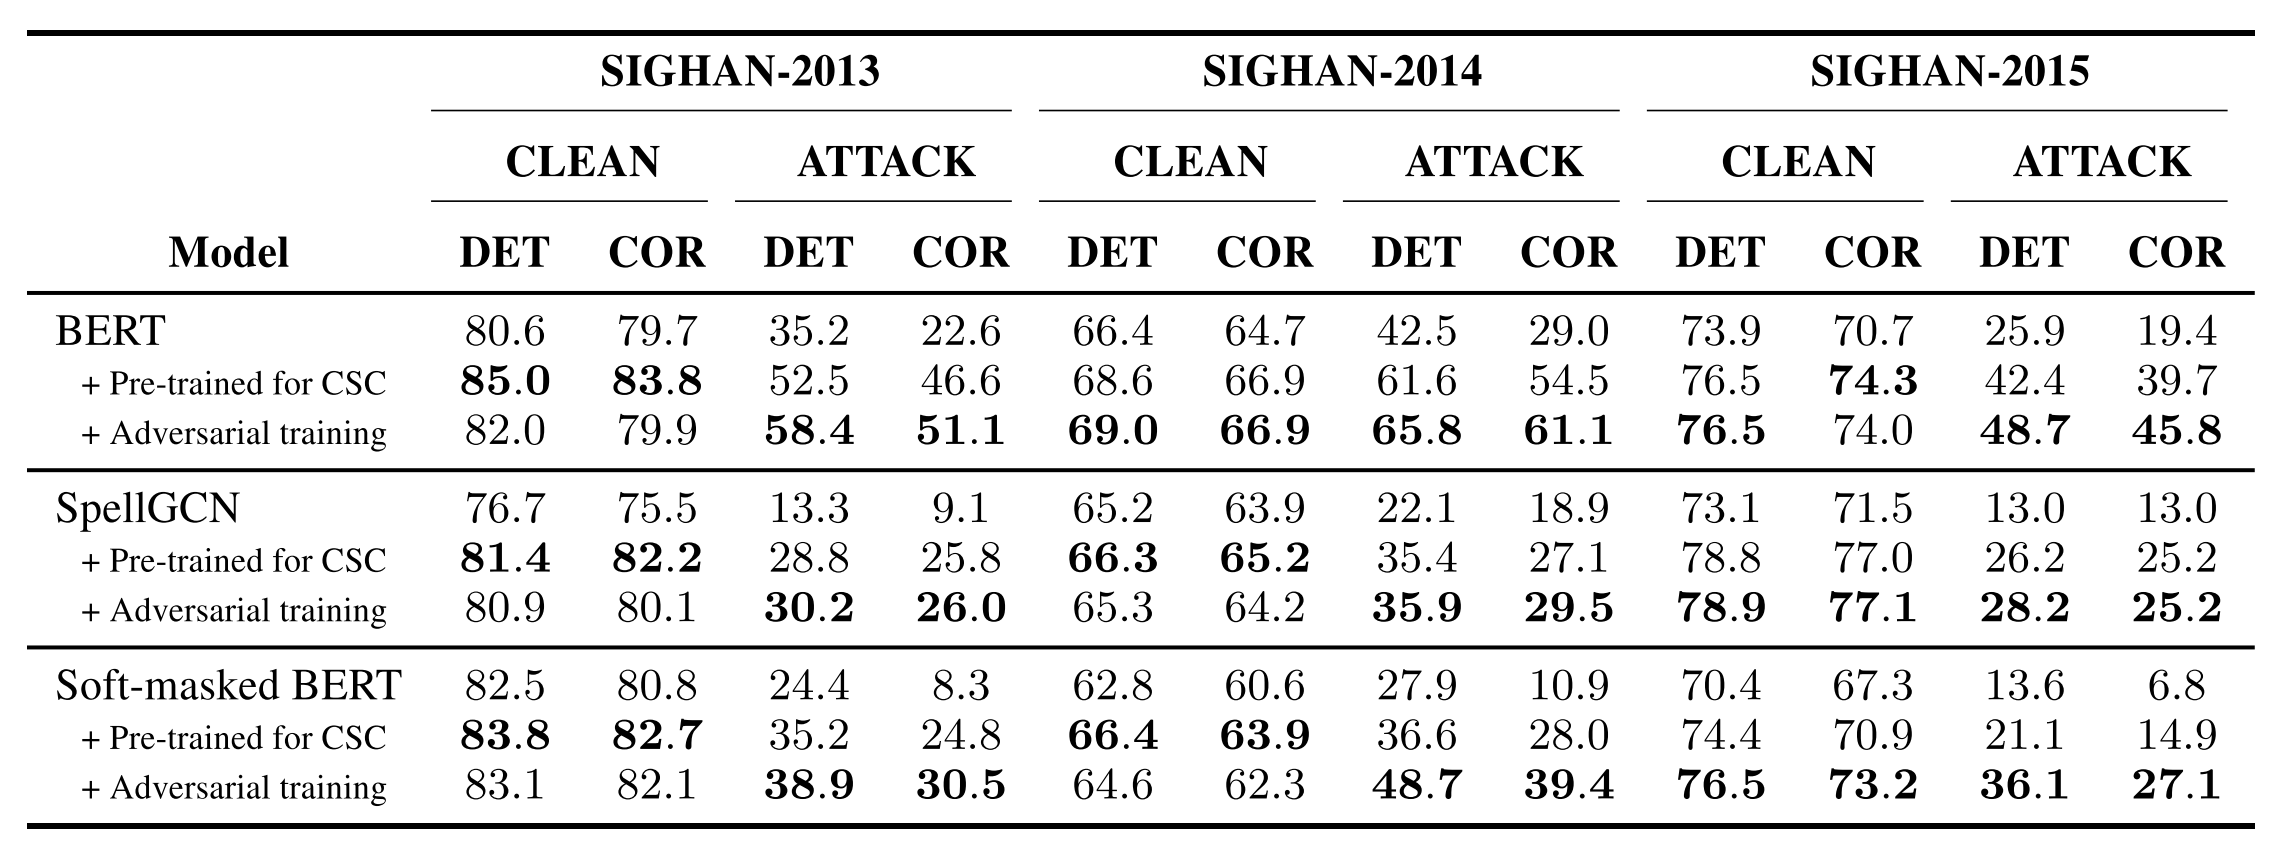 SIGHAN-2013 SIGHAN-2014 SIGHAN-2015
CLEAN ATTACK CLEAN ATTACK CLEAN ATTACK
Model DET COR DET COR DET COR DET COR DET COR DET COR
BERT 80.6 79.7 35.2 22.6 66.4 64.7 42.5 29.0 73.9 70.7 25.9 19.4
+ Pre-trained for CSC 85.0 83.8 52.5 46.6 68.6 66.9 61.6 54.5 76.5 74.3 42.4 39.7
+ Adversarial training 82.0 79.9 58.4 51.1 69.0 66.9 65.8 61.1 76.5 74.0 48.7 45.8
SpellGCN 76.7 75.5 13.3 9.1 65.2 63.9 22.1 18.9 73.1 71.5 13.0 13.0
+ Pre-trained for CSC 81.4 82.2 28.8 25.8 66.3 65.2 35.4 27.1 78.8 77.0 26.2 25.2
+ Adversarial training 80.9 80.1 30.2 26.0 65.3 64.2 35.9 29.5 78.9 77.1 28.2 25.2
Soft-masked BERT 82.5 80.8 24.4 8.3 62.8 60.6 27.9 10.9 70.4 67.3 13.6 6.8
+ Pre-trained for CSC 83.8 82.7 35.2 24.8 66.4 63.9 36.6 28.0 74.4 70.9 21.1 14.9
+ Adversarial training 83.1 82.1 38.9 30.5 64.6 62.3 48.7 39.4 76.5 73.2 36.1 27.1